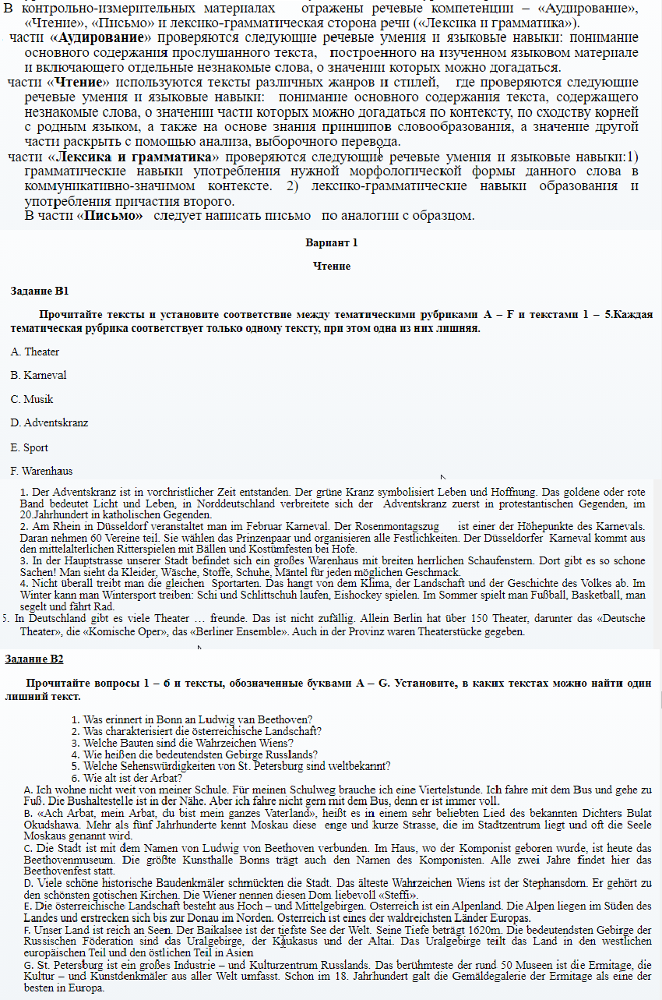 В контрольно-измерительных материалах отражены речевые компетенции – «Аудирование»,
«Чтение», «Письмо» и лексико-грамматическая сторона речи («Лексика и грамматика»).
части «Аудирование» проверяются следующие речевые умения и языковые навыки: понимание
основного содержания прослушанного текста, построенного на изученном языковом материале
и включающего отдельные незнакомые слова, о значении которых можно догадаться.
части «Чтение» используются тексты различных жанров и стилей, где проверяются следующие
речевые умения и языковые навыки: понимание основного содержания текста, содержащего
незнакомые слова, о значении части которых можно догадаться по контексту, по сходству корней
с родным языком, а также на основе знания принципов словообразования, а значение другой
части раскрыть с помощью анализа, выборочного перевода.
части «Лексика и грамматика» проверяются следующие речевые умения и языковые навыки:1)
грамматические навыки употребления нужной морфологической формы данного слова в
коммуникативно-значимом контексте. 2) лексико-грамматические навыки образования и
употребления причастия второго.
В части «Письмо» следует написать письмо по аналогии с образцом.
Вариант 1
Чтение
Задание В1
Прочитайте тексты и установите соответствие между тематическими рубриками A – F и текстами 1 – 5.Каждая
тематическая рубрика соответствует только одному тексту, при этом одна из них лишняя.
A. Theater
B. Karneval
C. Musik
D. Adventskranz
E. Sport
F. Warenhaus
1. Der Adventskranz ist in vorchristlicher Zeit entstanden. Der grüne Kranz symbolisiert Leben und Hoffnung. Das goldene oder rote
Band bedeutet Licht und Leben, in Norddeutschland verbreitete sich der Adventskranz zuerst in protestantischen Gegenden, im
20.Jahrhundert in katholischen Gegenden.
2. Am Rhein in Düsseldorf veranstaltet man im Februar Karneval. Der Rosenmontagszug ist einer der Höhepunkte des Karnevals.
Daran nehmen 60 Vereine teil. Sie wählen das Prinzenpaar und organisieren alle Festlichkeiten. Der Düsseldorfer Karneval kommt aus
den mittelalterlichen Ritterspielen mit Bällen und Kostümfesten bei Hofe.
3. In der Hauptstrasse unserer Stadt befindet sich ein großes Warenhaus mit breiten herrlichen Schaufenstern. Dort gibt es so schone
Sachen! Man sieht da Kleider, Wäsche, Stoffe, Schuhe, Mäntel für jeden möglichen Geschmack.
4. Nicht überall treibt man die gleichen Sportarten. Das hangt von dem Klima, der Landschaft und der Geschichte des Volkes ab. Im
Winter kann man Wintersport treiben: Schi und Schlittschuh laufen, Eishockey spielen. Im Sommer spielt man Fußball, Basketball, man
segelt und fährt Rad.
5. In Deutschland gibt es viele Theater … freunde. Das ist nicht zufällig. Allein Berlin hat über 150 Theater, darunter das «Deutsche
Theater», die «Komische Oper», das «Berliner Ensemble». Auch in der Provinz waren Theaterstücke gegeben.
Задание В2
Прочитайте вопросы 1 – 6 и тексты, обозначенные буквами A – G. Установите, в каких текстах можно найти один
лишний текст.
1. Was erinnert in Bonn an Ludwig van Beethoven?
2. Was charakterisiert die österreichische Landschaft?
3. Welche Bauten sind die Wahrzeichen Wiens?
4. Wie heißen die bedeutendsten Gebirge Russlands?
5. Welche Sehenswürdigkeiten von St. Petersburg sind weltbekannt?
6. Wie alt ist der Arbat?
A. Ich wohne nicht weit von meiner Schule. Für meinen Schulweg brauche ich eine Viertelstunde. Ich fahre mit dem Bus und gehe zu
Fuß. Die Bushaltestelle ist in der Nähe. Aber ich fahre nicht gern mit dem Bus, denn er ist immer voll.
B. «Ach Arbat, mein Arbat, du bist mein ganzes Vaterland», heißt es in einem sehr beliebten Lied des bekannten Dichters Bulat
Okudshawa. Mehr als fünf Jahrhunderte kennt Moskau diese enge und kurze Strasse, die im Stadtzentrum liegt und oft die Seele
Moskaus genannt wird.
C. Die Stadt ist mit dem Namen von Ludwig von Beethoven verbunden. Im Haus, wo der Komponist geboren wurde, ist heute das
Beethovenmuseum. Die größte Kunsthalle Bonns trägt auch den Namen des Komponisten. Alle zwei Jahre findet hier das
Beethovenfest statt.
D. Viele schöne historische Baudenkmäler schmückten die Stadt. Das älteste Wahrzeichen Wiens ist der Stephansdom. Er gehört zu
den schönsten gotischen Kirchen. Die Wiener nennen diesen Dom liebevoll «Steffi».
E. Die österreichische Landschaft besteht aus Hoch – und Mittelgebirgen. Osterreich ist ein Alpenland. Die Alpen liegen im Süden des
Landes und erstrecken sich bis zur Donau im Norden. Osterreich ist eines der waldreichsten Länder Europas.
F. Unser Land ist reich an Seen. Der Baikalsee ist der tiefste See der Welt. Seine Tiefe beträgt 1620m. Die bedeutendsten Gebirge der
Russischen Föderation sind das Uralgebirge, der Kaukasus und der Altai. Das Uralgebirge teilt das Land in den westlichen
europäischen Teil und den östlichen Teil in Asien
G. St. Petersburg ist ein großes Industrie – und Kulturzentrum Russlands. Das berühmteste der rund 50 Museen ist die Ermitage, die
Kultur – und Kunstdenkmäler aus aller Welt umfasst. Schon im 18. Jahrhundert galt die Gemäldegalerie der Ermitage als eine der
besten in Europa.